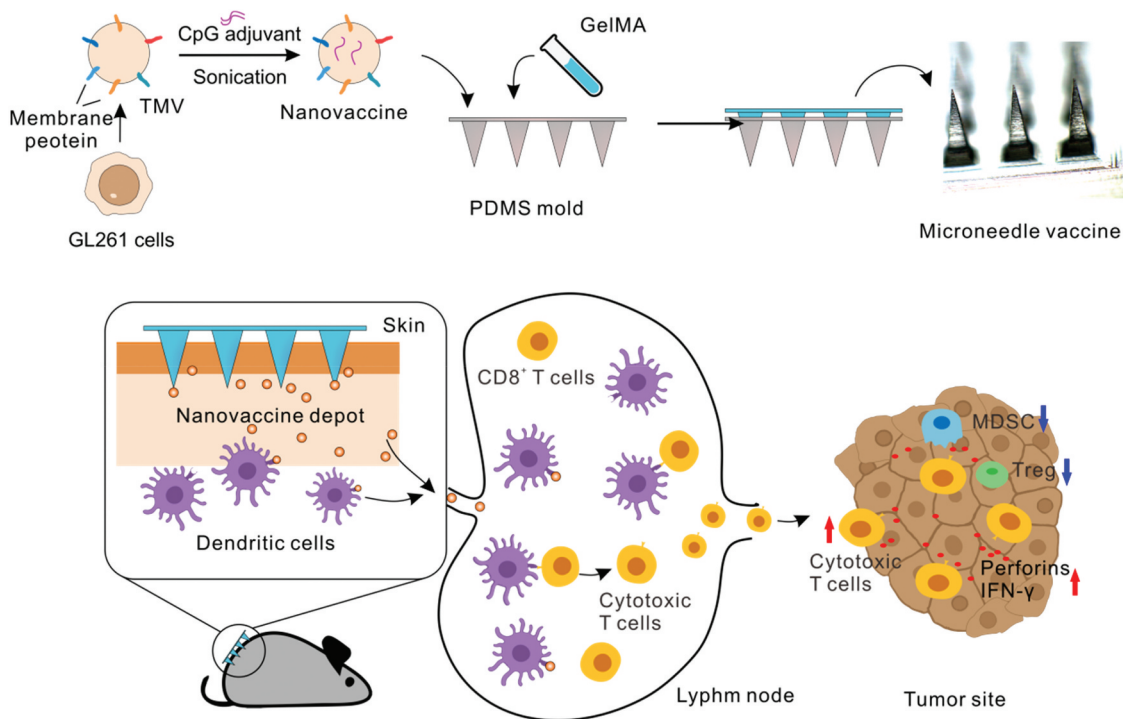 CpG adjuvant
Sonication
GelMA
TMV
Nanovaccine
Membrane
peotein
GL261 cells
PDMS mold
Microneedle vaccine
Skin
Nanovaccine depot
Dendritic cells
CD8⁺ T cells
Cytotoxic
T cells
Lyphm node
MDSC
Treg
Cytotoxic
T cells
Perforins
IFN-γ
Tumor site